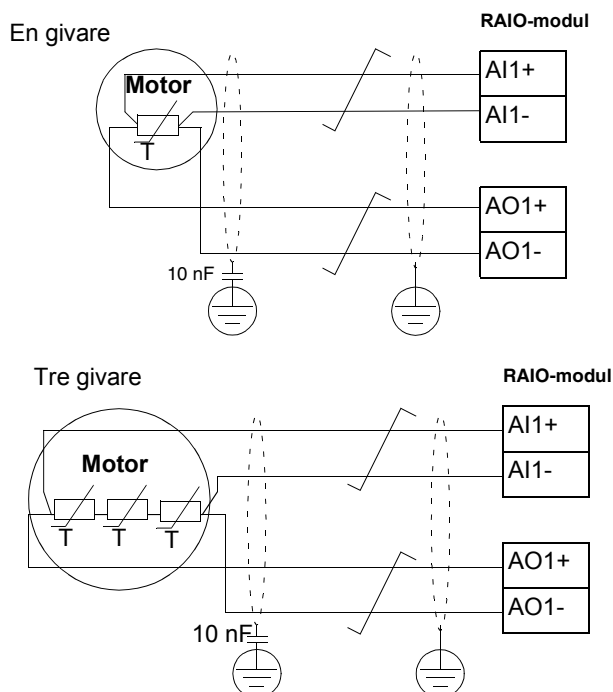 RAIO-modul
En givare
AI1+
Motor
AI1-
T
AO1+
AO1-
10 nF
Tre givare
RAIO-modul
AI1+
Motor
AI1-
T T T
AO1+
AO1-
10 nF